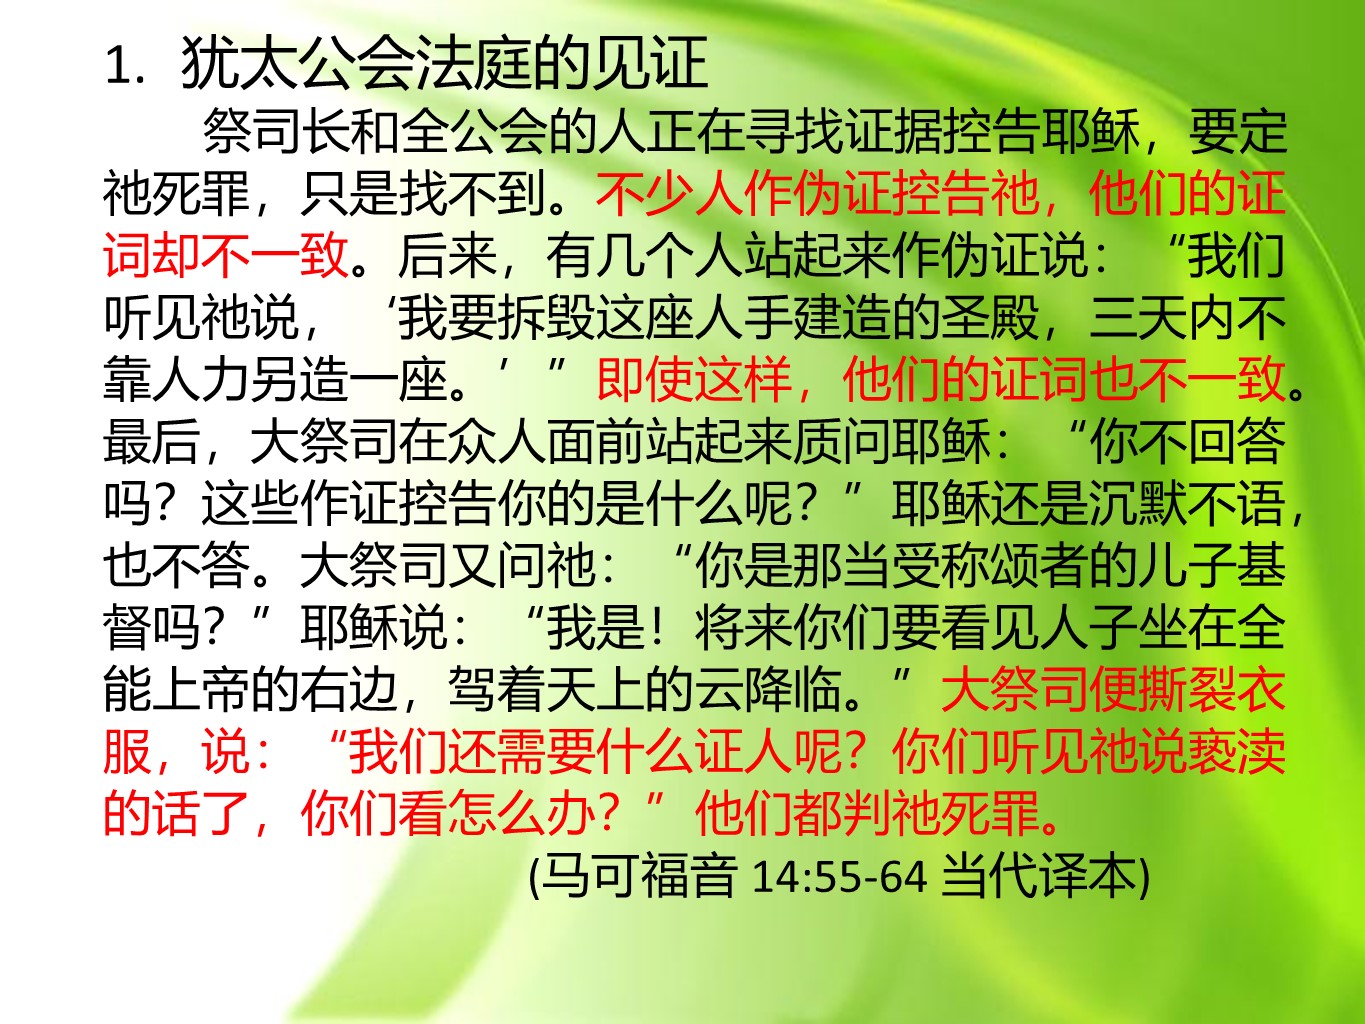 1. 犹太公会法庭的见证
祭司长和全公会的人正在寻找证据控告耶稣，要定
祂死罪，只是找不到。不少人作伪证控告祂，他们的证
词却不一致。后来，有几个人站起来作伪证说：“我们
听见祂说，‘我要拆毁这座人手建造的圣殿，三天内不
靠人力另造一座。’”即使这样，他们的证词也不一致。
最后，大祭司在众人面前站起来质问耶稣：“你不回答
吗？这些作证控告你的是什么呢？”耶稣还是沉默不语，
也不答。大祭司又问祂：“你是那当受称颂者的儿子基
督吗？”耶稣说：“我是！将来你们要看见人子坐在全
能上帝的右边，驾着天上的云降临。”大祭司便撕裂衣
服，说：“我们还需要什么证人呢？你们听见祂说亵渎
的话了，你们看怎么办？”他们都判祂死罪。
(马可福音 14:55-64 当代译本)